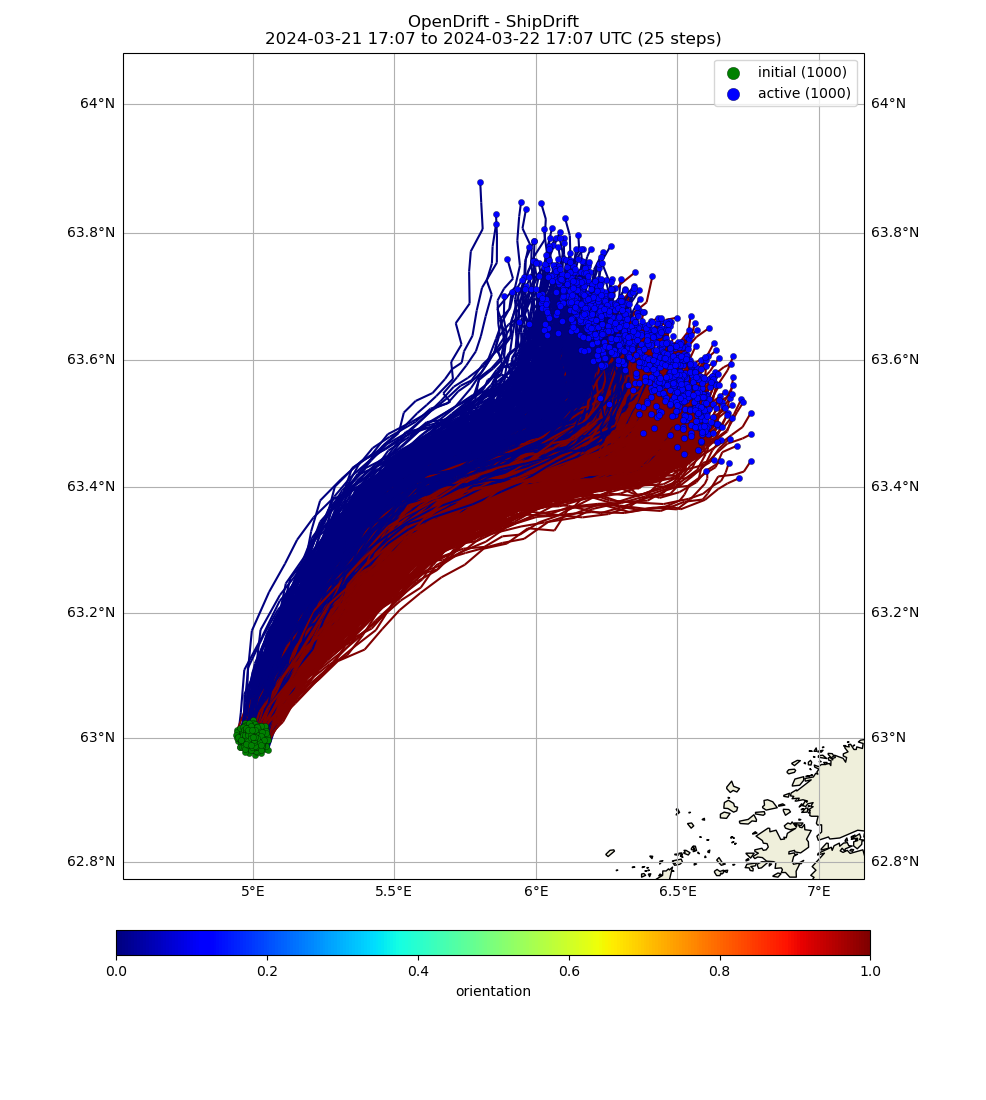 OpenDrift - ShipDrift
2024-03-21 17:07 to 2024-03-22 17:07 UTC (25 steps)
initial (1000)
active (1000)
64°N 64°N
63.8°N 63.8°N
63.6°N 63.6°N
63.4°N 63.4°N
63.2°N 63.2°N
63°N 63°N
62.8°N 62.8°N
5°E 5.5°E 6°E 6.5°E 7°E
0.0 0.2 0.4 0.6 0.8 1.0
orientation